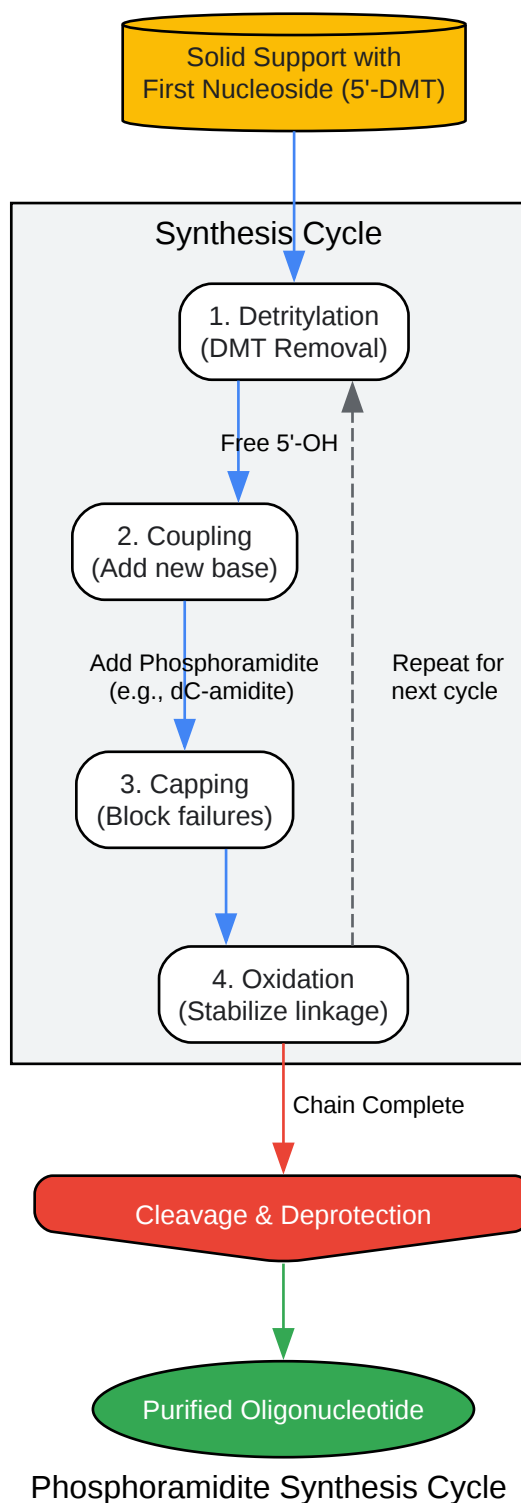 Solid Support with
First Nucleoside (5'-DMT)
Synthesis Cycle
1. Detritylation
(DMT Removal)
Free 5'-OH
2. Coupling
(Add new base)
Add Phosphoramidite
(e.g., dC-amidite)
Repeat for
next cycle
3. Capping
(Block failures)
4. Oxidation
(Stabilize linkage)
Chain Complete
Cleavage & Deprotection
Purified Oligonucleotide
Phosphoramidite Synthesis Cycle